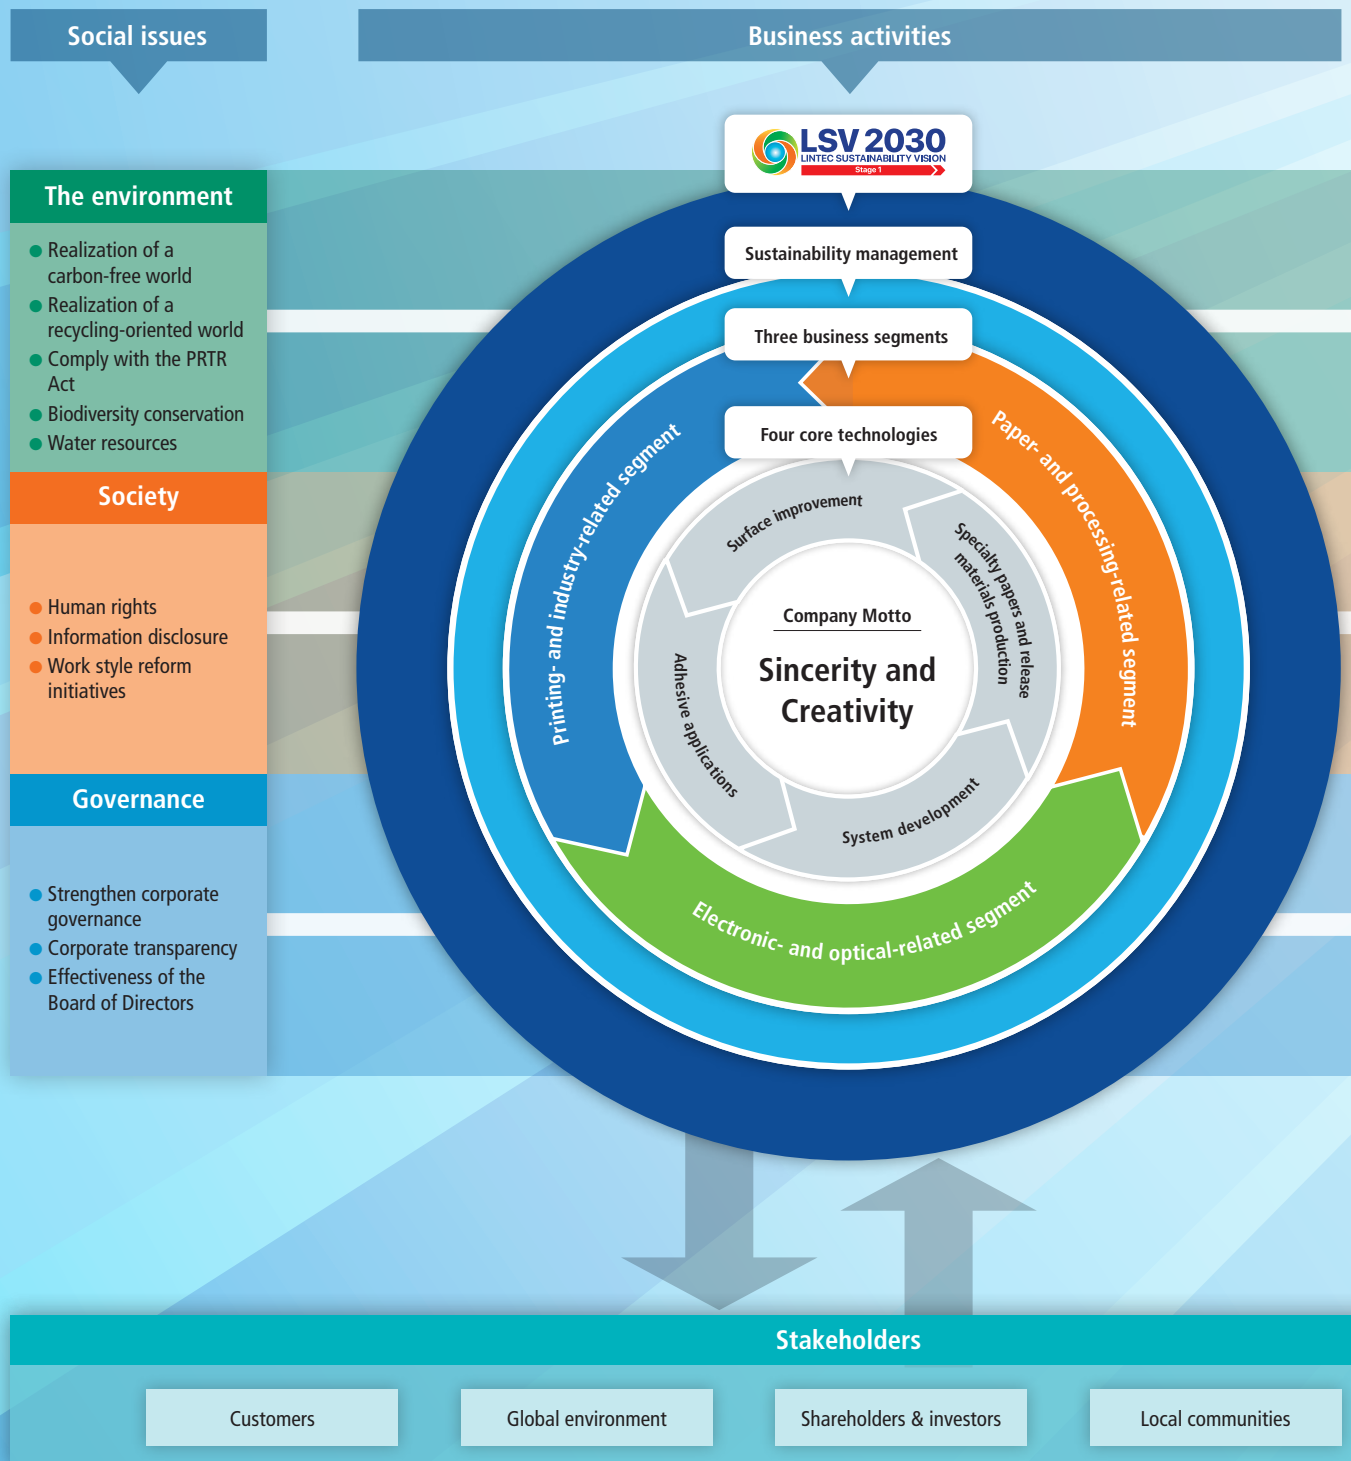 Social issues
Business activities
LSV 2030
LINTEC SUSTAINABILITY VISION
Stage 1
The environment
● Realization of a
carbon-free world
● Realization of a
recycling-oriented world
● Comply with the PRTR
Act
● Biodiversity conservation
● Water resources
Society
● Human rights
● Information disclosure
● Work style reform
initiatives
Governance
● Strengthen corporate
governance
● Corporate transparency
● Effectiveness of the
Board of Directors
Sustainability management
Three business segments
Four core technologies
Printing- and industry-related segment
Paper- and processing-related segment
Electronic- and optical-related segment
Surface improvement
Specialty papers and release
materials production
System development
Adhesive applications
Company Motto
Sincerity and
Creativity
Stakeholders
Customers
Global environment
Shareholders & investors
Local communities